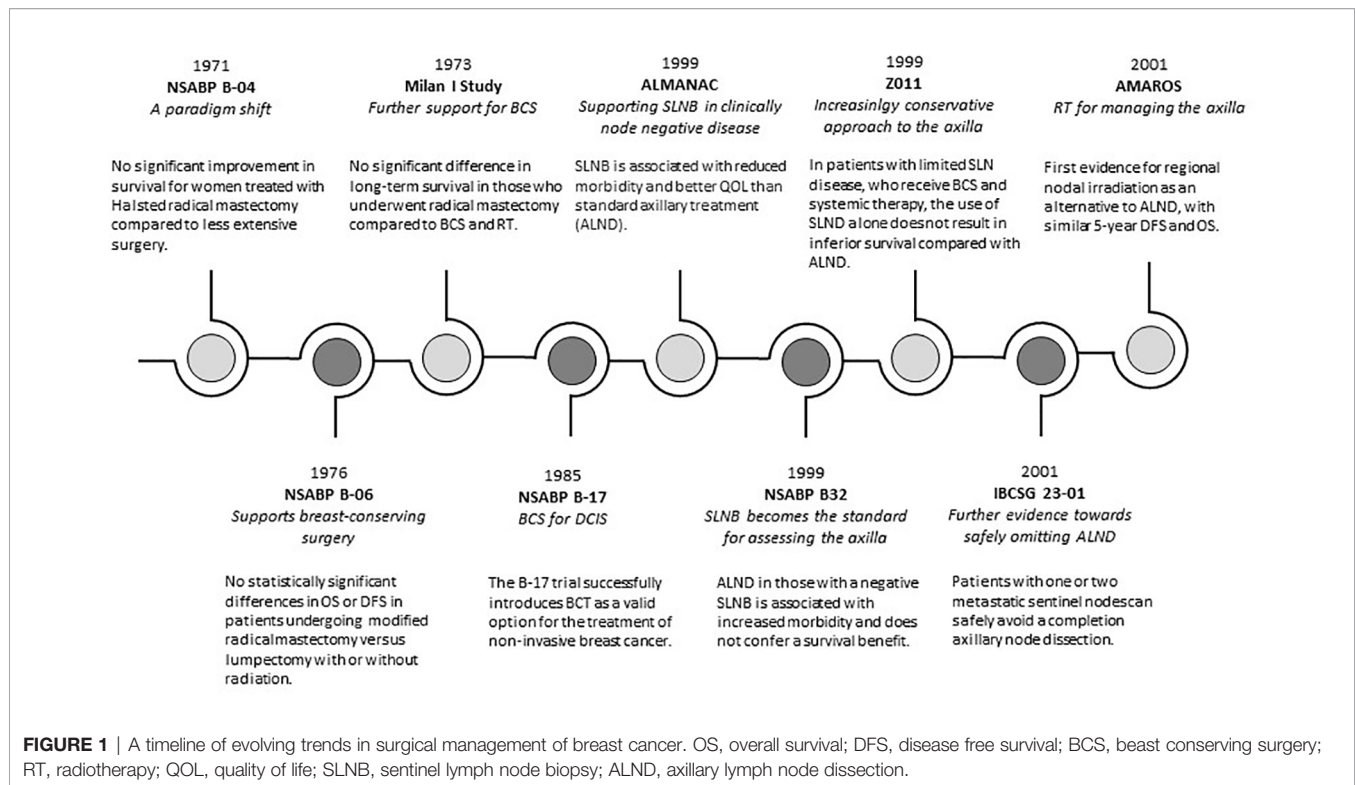 1971
NSABP B-04
A paradigm shift
No significant improvement in
survival for women treated with
Halsted radical mastectomy
compared to less extensive
surgery.
1973
Milan I Study
Further support for BCS
No significant difference in
long-term survival in those who
underwent radical mastectomy
compared to BCS and RT.
1999
ALMANAC
Supporting SLNB in clinically
node negative disease
SLNB is associated with reduced
morbidity and better QOL than
standard axillary treatment
(ALND).
1999
Z011
Increasinlgy conservative
approach to the axilla
In patients with limited SLN
disease, who receive BCS and
systemic therapy, the use of
SLND alone doesnot result in
inferior survival compared with
ALND.
2001
AMAROS
RT for managing the axilla
First evidence for regional
nodal irradiation as an
alternative to ALND, with
similar 5-year DFS and OS.
1976
NSABP B-06
Supports breast-conserving
surgery
No statistically significant
differences in OS or DFS in
patients undergoing modified
radical mastectomy versus
lumpectomy with or without
radiation.
1985
NSABP B-17
BCS for DCIS
The B-17 trial successfully
introduces BCT as a valid
option for the treatment of
non-invasive breast cancer.
1999
NSABP B32
SLNB becomes the standard
for assessing the axilla
ALND in those with a negative
SLNB is associated with
increased morbidity and does
not confer a survival benefit.
2001
IBCSG 23-01
Further evidence towards
safely omitting ALND
Patients with one or two
metastatic sentinel nodes can
safely avoid a completion
axillary node dissection.
FIGURE 1 | A timeline of evolving trends in surgical management of breast cancer. OS, overall survival; DFS, disease free survival; BCS, beast conserving surgery;
RT, radiotherapy; QOL, quality of life; SLNB, sentinel lymph node biopsy; ALND, axillary lymph node dissection.